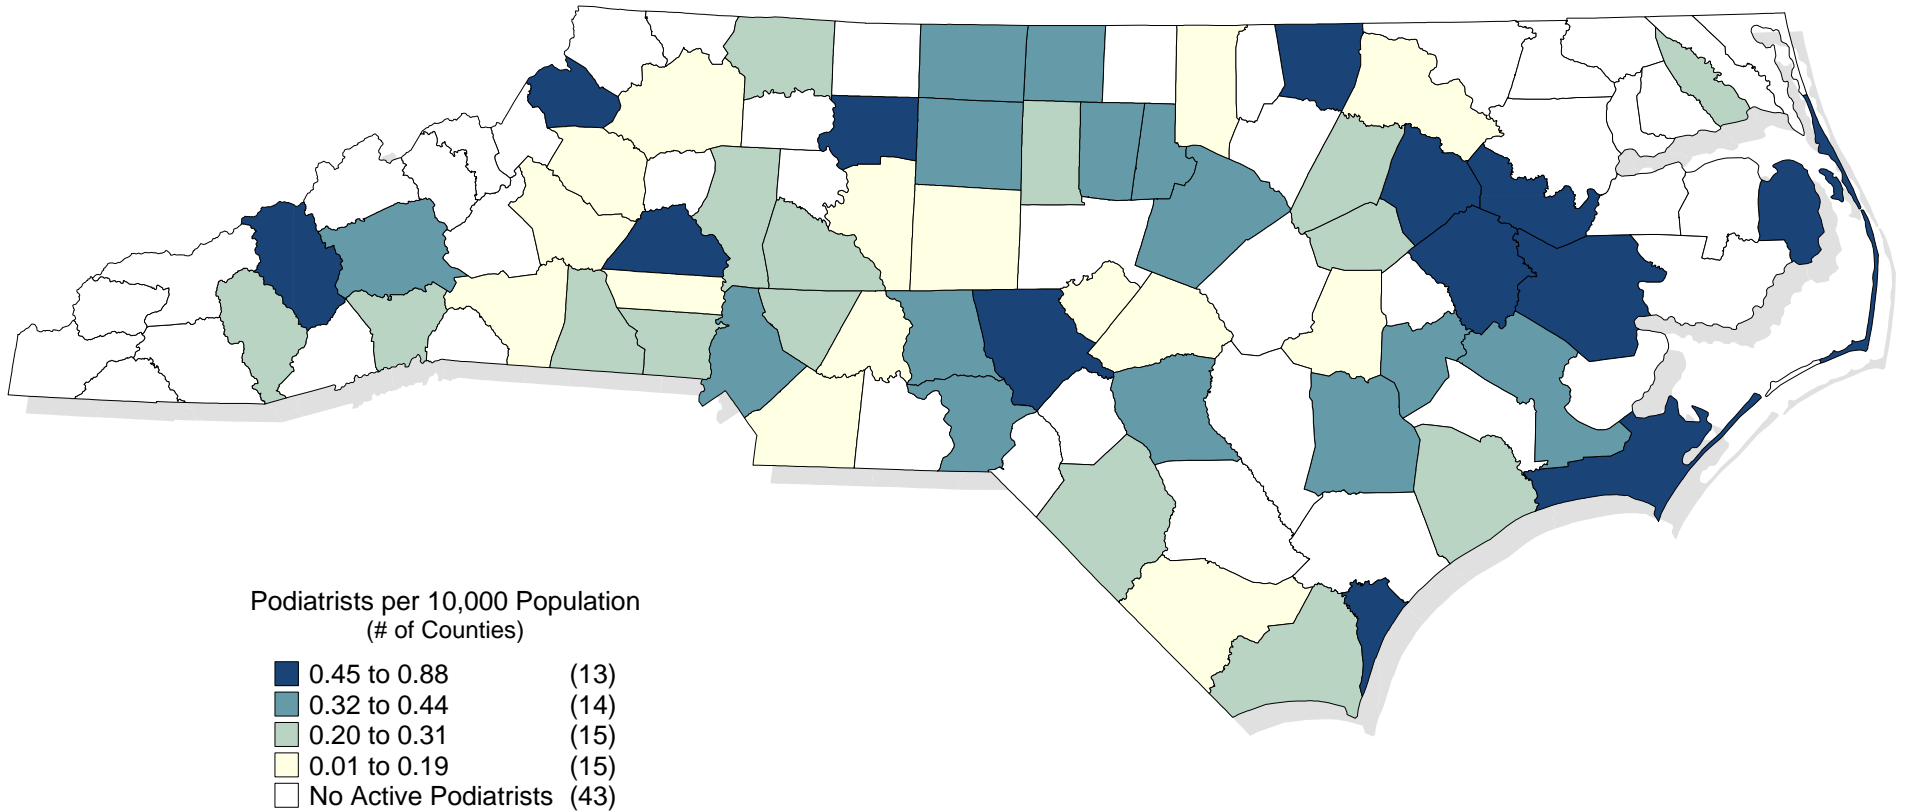 Podiatrists per 10,000 Population
(# of Counties)
0.45 to 0.88 (13)
0.32 to 0.44 (14)
0.20 to 0.31 (15)
0.01 to 0.19 (15)
No Active Podiatrists (43)